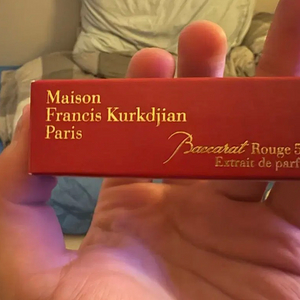 Maison
Francis Kurkdjian
Paris
Baccarat Rouge 5
Extrait de parf